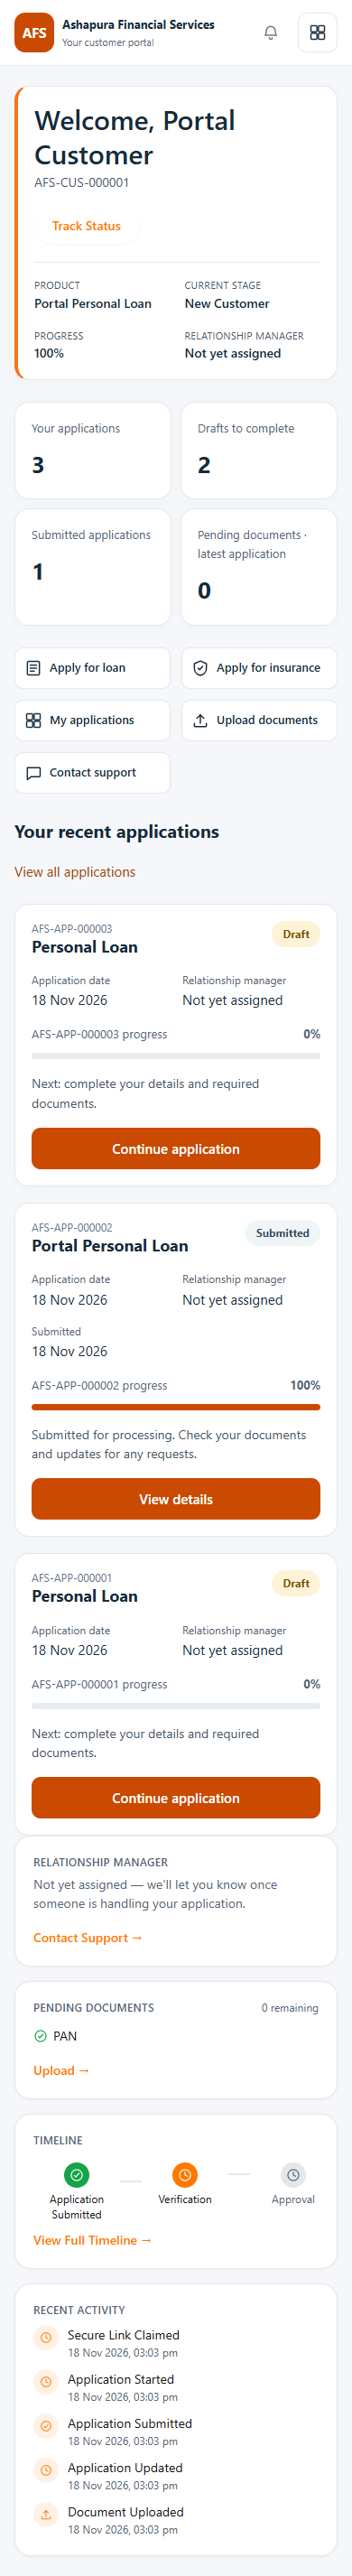 AFS
Ashapura Financial Services
Your customer portal
Welcome, Portal
Customer
AFS-CUS-000001
Track Status
PRODUCT
Portal Personal Loan
CURRENT STAGE
New Customer
PROGRESS
100%
RELATIONSHIP MANAGER
Not yet assigned
Your applications
3
Drafts to complete
2
Submitted applications
1
Pending documents ·
latest application
0
Apply for loan
Apply for insurance
My applications
Upload documents
Contact support
Your recent applications
View all applications
AFS-APP-000003
Personal Loan
Draft
Application date
18 Nov 2026
Relationship manager
Not yet assigned
AFS-APP-000003 progress
0%
Next: complete your details and required
documents.
Continue application
AFS-APP-000002
Portal Personal Loan
Submitted
Application date
18 Nov 2026
Relationship manager
Not yet assigned
Submitted
18 Nov 2026
AFS-APP-000002 progress
100%
Submitted for processing. Check your documents
and updates for any requests.
View details
AFS-APP-000001
Personal Loan
Draft
Application date
18 Nov 2026
Relationship manager
Not yet assigned
AFS-APP-000001 progress
0%
Next: complete your details and required
documents.
Continue application
RELATIONSHIP MANAGER
Not yet assigned — we'll let you know once
someone is handling your application.
Contact Support →
PENDING DOCUMENTS
0 remaining
PAN
Upload →
TIMELINE
Application
Submitted
Verification
Approval
View Full Timeline →
RECENT ACTIVITY
Secure Link Claimed
18 Nov 2026, 03:03 pm
Application Started
18 Nov 2026, 03:03 pm
Application Submitted
18 Nov 2026, 03:03 pm
Application Updated
18 Nov 2026, 03:03 pm
Document Uploaded
18 Nov 2026, 03:03 pm